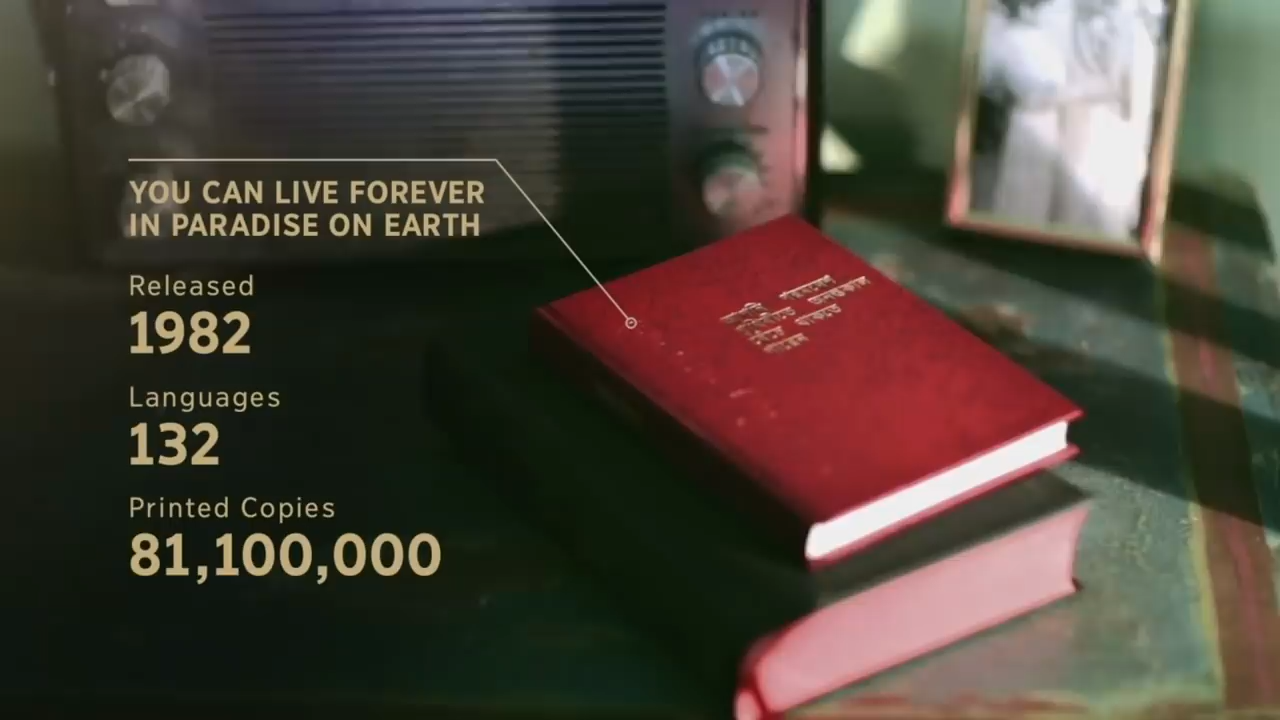 YOU CAN LIVE FOREVER
IN PARADISE ON EARTH
Released
1982
Languages
132
Printed Copies
81,100,000